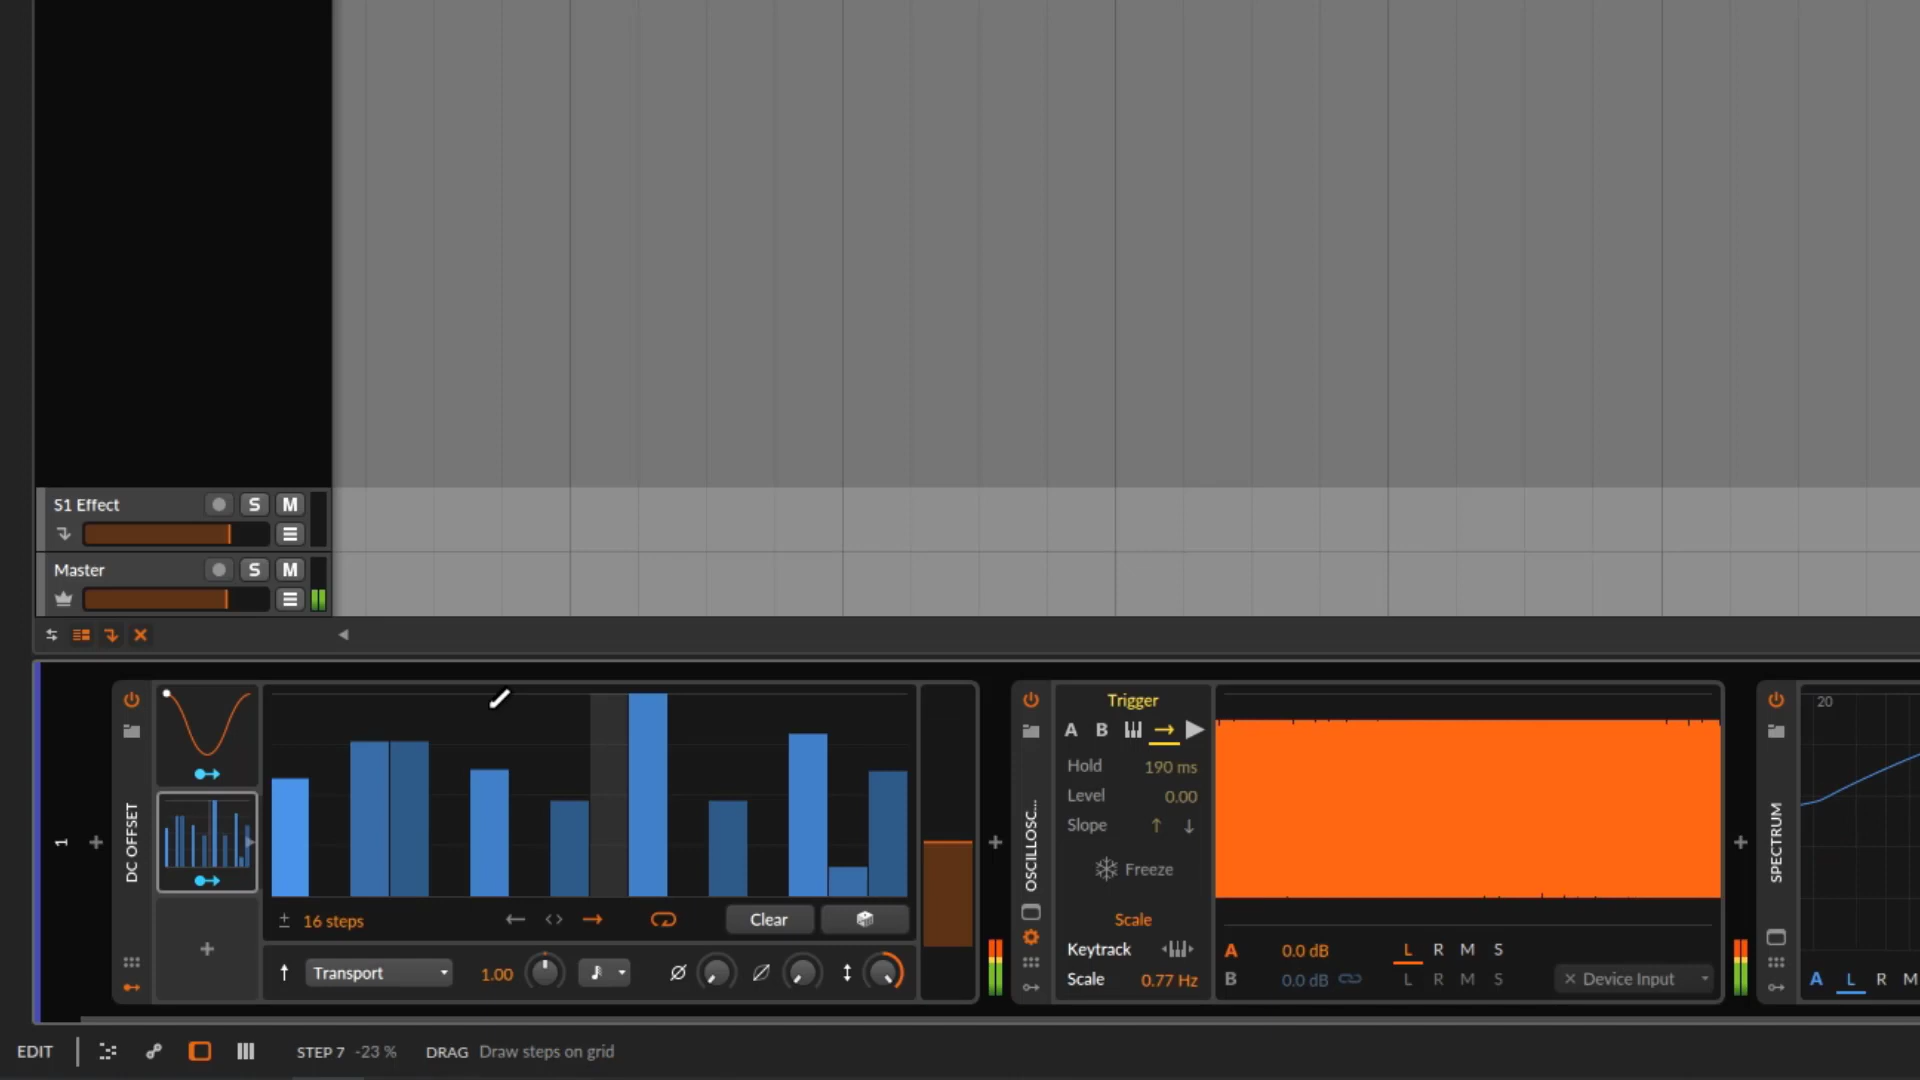 S1 Effect S M
Master S M
1
DC OFFSET
± 16 steps
Clear
Transport 1.00
OSCILLOSC...
Trigger
A B
Hold 190 ms
Level 0.00
Slope ↑ ↓
Freeze
Scale
Keytrack
Scale 0.77 Hz
A 0.0 dB L R M S
B 0.0 dB L R M S × Device Input
SPECTRUM
20
A L R M
EDIT STEP 7 -23 % DRAG Draw steps on grid